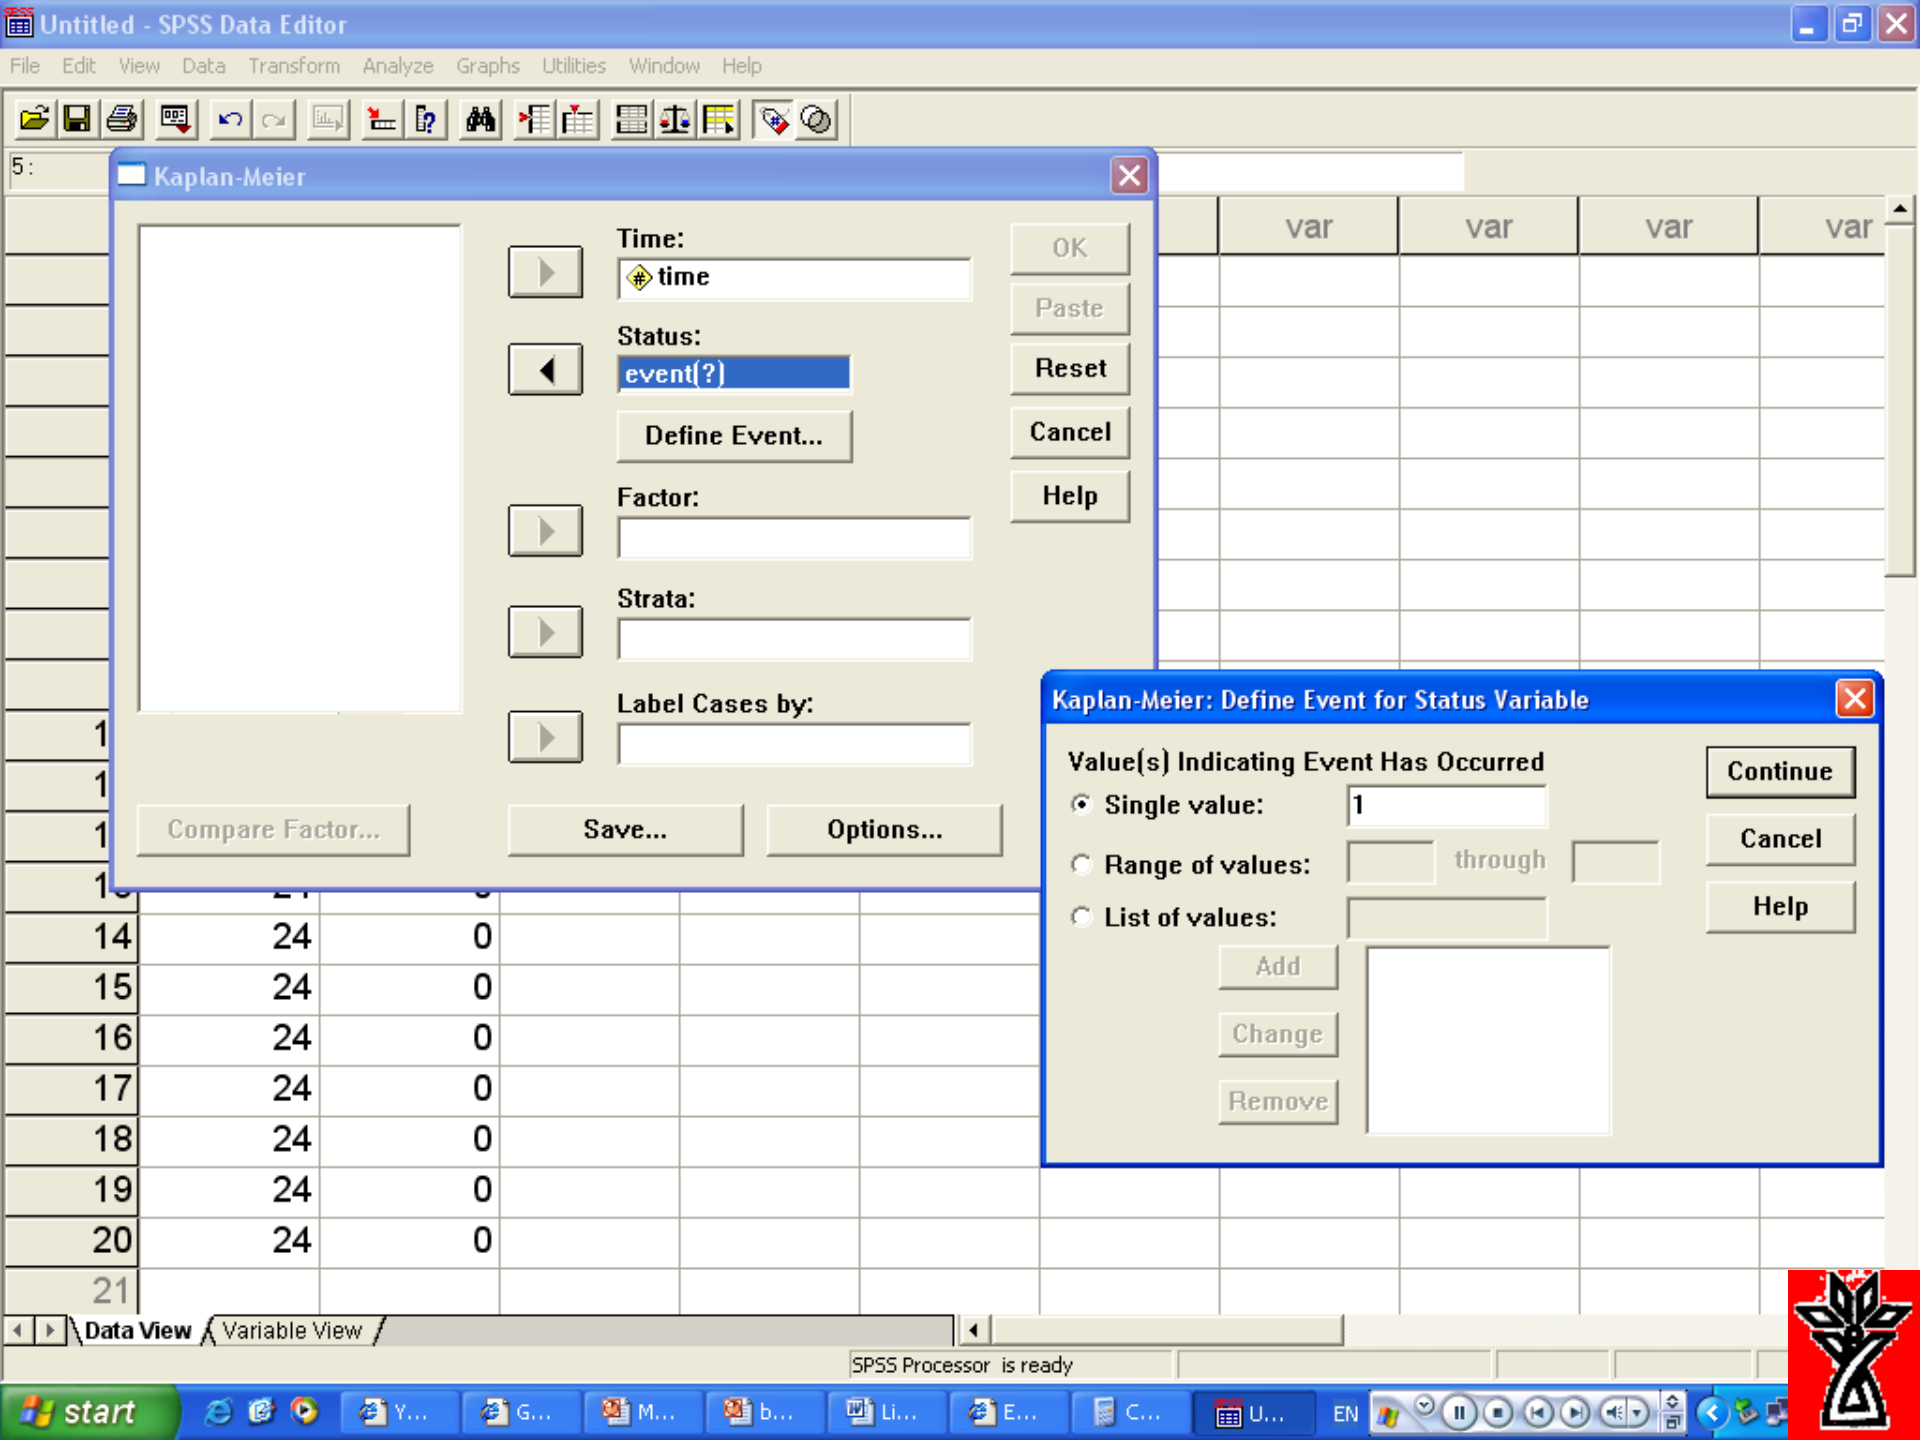 Untitled - SPSS Data Editor
File Edit View Data Transform Analyze Graphs Utilities Window Help
5 :
Kaplan-Meier
Time:
time
Status:
event(?)
Define Event...
Factor:
Strata:
Label Cases by:
OK
Paste
Reset
Cancel
Help
Compare Factor...
Save...
Options...
var var var var
Kaplan-Meier: Define Event for Status Variable
Value(s) Indicating Event Has Occurred
Single value: 1
Range of values: through
List of values:
Add
Change
Remove
Continue
Cancel
Help
1
1
1
14 24 0
15 24 0
16 24 0
17 24 0
18 24 0
19 24 0
20 24 0
21
Data View Variable View
SPSS Processor is ready
start Y... G... M... b... Li... E... C... U... EN